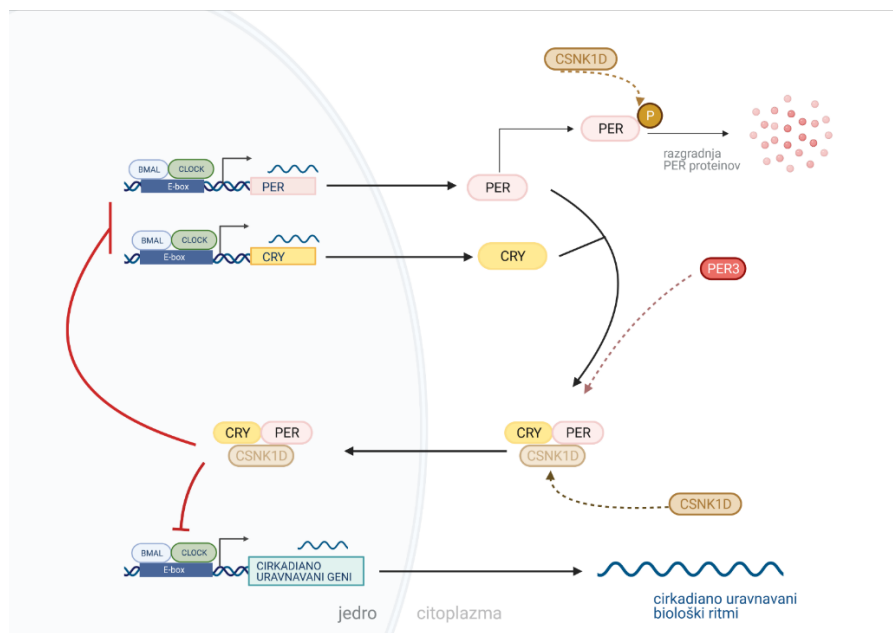 CSNK1D
P
PER
razgradnja
PER proteinov
BMAL
CLOCK
E-box
PER
PER
BMAL
CLOCK
E-box
CRY
CRY
PER3
CRY
PER
CSNK1D
CRY
PER
CSNK1D
CSNK1D
BMAL
CLOCK
E-box
CIRKADIANO
URAVNAVANI GENI
cirkadiano uravnavani
biološki ritmi
jedro
citoplazma